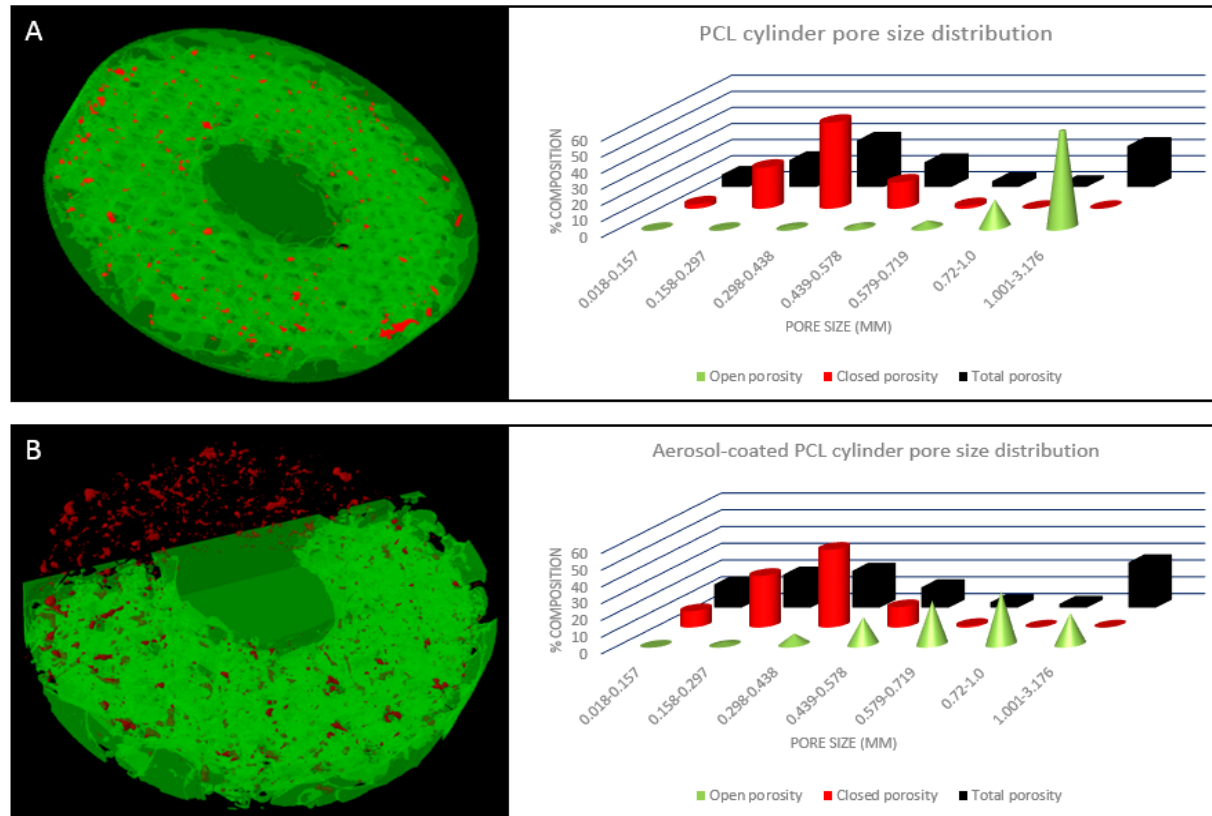 A
PCL cylinder pore size distribution
% COMPOSITION
60
50
40
30
20
10
0
0.018-0.157
0.158-0.297
0.298-0.438
0.439-0.578
0.579-0.719
0.72-1.0
1.001-3.176
PORE SIZE (MM)
Open porosity Closed porosity Total porosity
B
Aerosol-coated PCL cylinder pore size distribution
% COMPOSITION
60
50
40
30
20
10
0
0.018-0.157
0.158-0.297
0.298-0.438
0.439-0.578
0.579-0.719
0.72-1.0
1.001-3.176
PORE SIZE (MM)
Open porosity Closed porosity Total porosity